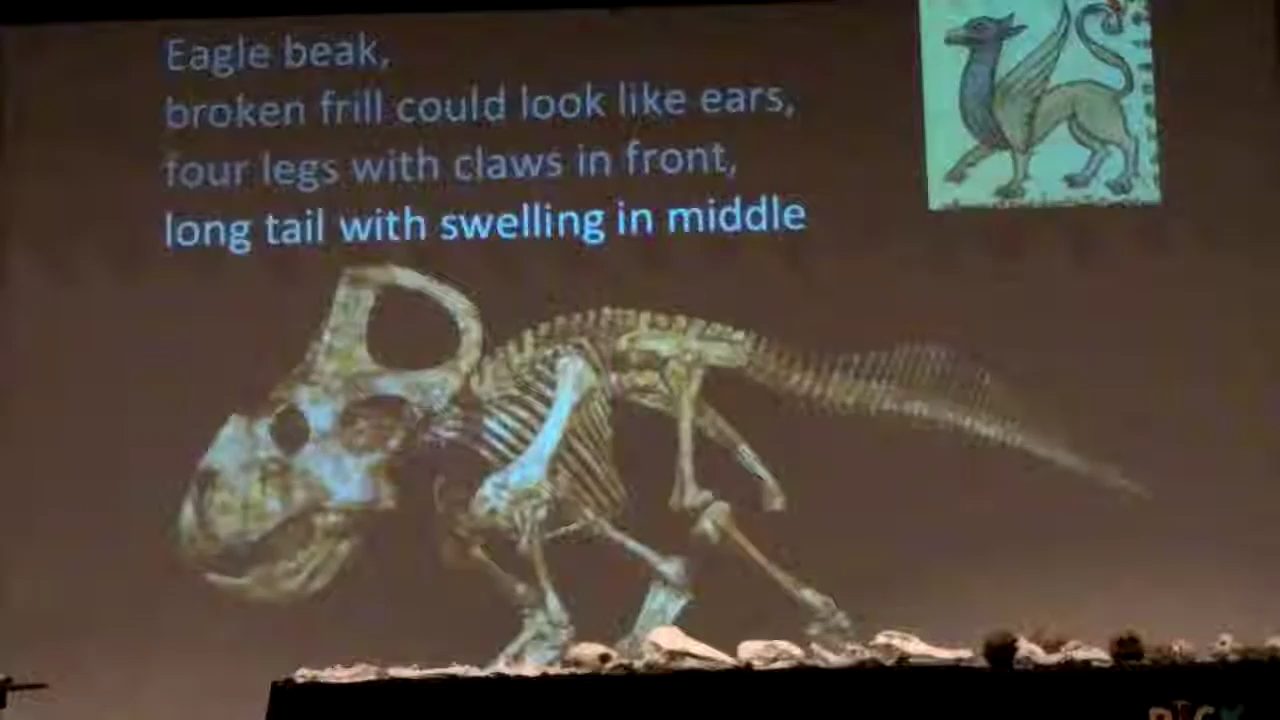 Eagle beak,
broken frill could look like ears,
four legs with claws in front,
long tail with swelling in middle